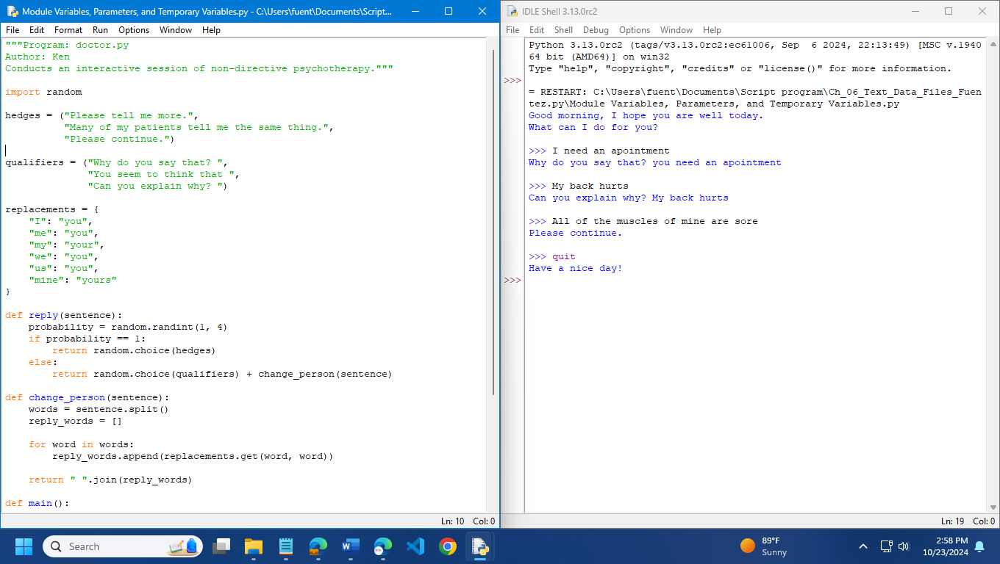 Module Variables, Parameters, and Temporary Variables.py - C:\Users\fuent\Documents\Script...
File Edit Format Run Options Window Help
"""Program: doctor.py
Author: Ken
Conducts an interactive session of non-directive psychotherapy."""
import random
hedges = ("Please tell me more.",
"Many of my patients tell me the same thing.",
"Please continue.")
qualifiers = ("Why do you say that? ",
"You seem to think that ",
"Can you explain why? ")
replacements = {
"I": "you",
"me": "you",
"my": "your",
"we": "you",
"us": "you",
"mine": "yours"
}
def reply(sentence):
probability = random.randint(1, 4)
if probability == 1:
return random.choice(hedges)
else:
return random.choice(qualifiers) + change_person(sentence)
def change_person(sentence):
words = sentence.split()
reply_words = []
for word in words:
reply_words.append(replacements.get(word, word))
return " ".join(reply_words)
def main():
Ln: 10 Col: 0
IDLE Shell 3.13.0rc2
File Edit Shell Debug Options Window Help
Python 3.13.0rc2 (tags/v3.13.0rc2:ec61006, Sep  6 2024, 22:13:49) [MSC v.1940
64 bit (AMD64)] on win32
Type "help", "copyright", "credits" or "license()" for more information.
>>>
= RESTART: C:\Users\fuent\Documents\Script program\Ch_06_Text_Data_Files_Fuen
tez.py\Module Variables, Parameters, and Temporary Variables.py
Good morning, I hope you are well today.
What can I do for you?
>>> I need an apointment
Why do you say that? you need an apointment
>>> My back hurts
Can you explain why? My back hurts
>>> All of the muscles of mine are sore
Please continue.
>>> quit
Have a nice day!
>>>
Ln: 19 Col: 0
Search
89°F
Sunny
2:58 PM
10/23/2024